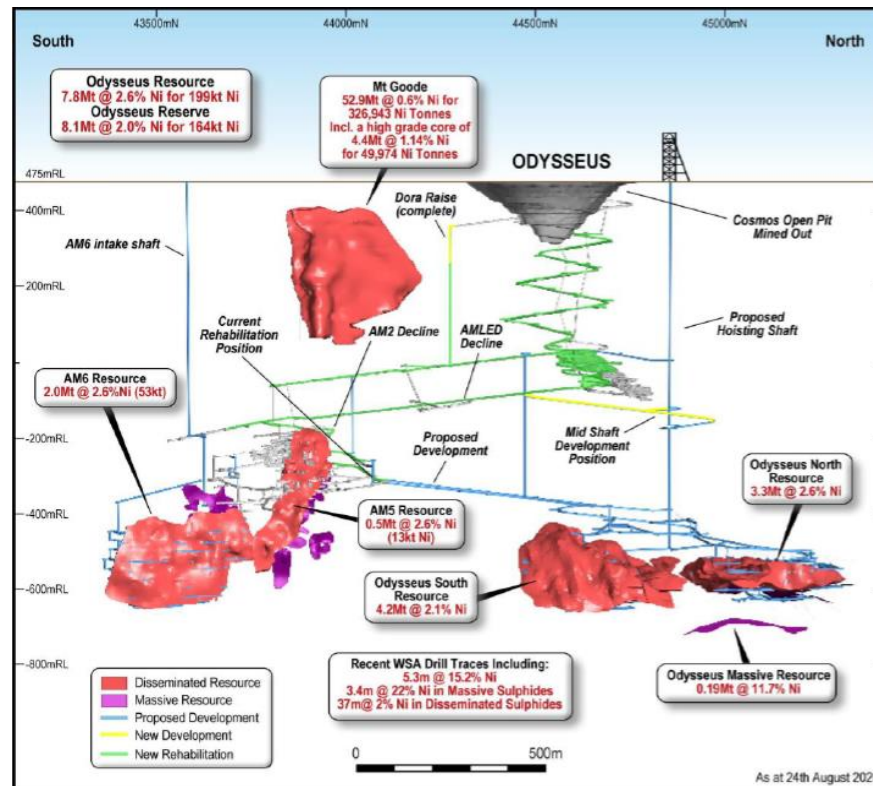 43500mN
44000mN
44500mN
45000mN
South
North
Odysseus Resource
7.8Mt @ 2.6% Ni for 199kt Ni
Odysseus Reserve
8.1Mt @ 2.0% Ni for 164kt Ni
Mt Goode
52.9Mt @ 0.6% Ni for
326,943 Ni Tonnes
Incl. a high grade core of
4.4Mt @ 1.14% Ni
for 49,974 Ni Tonnes
ODYSSEUS
475mRL
400mRL
200mRL
-200mRL
-400mRL
-600mRL
-800mRL
Dora Raise
(complete)
Cosmos Open Pit
Mined Out
AM6 intake shaft
Current
Rehabilitation
Position
AM2 Decline
AMLED
Decline
Proposed
Hoisting Shaft
AM6 Resource
2.0Mt @ 2.6%Ni (53kt)
Proposed
Development
Mid Shaft
Development
Position
Odysseus North
Resource
3.3Mt @ 2.6% Ni
AM5 Resource
0.5Mt @ 2.6% Ni
(13kt Ni)
Odysseus South
Resource
4.2Mt @ 2.1% Ni
Odysseus Massive Resource
0.19Mt @ 11.7% Ni
Recent WSA Drill Traces Including:
5.3m @ 15.2% Ni
3.4m @ 22% Ni in Massive Sulphides
37m@ 2% Ni in Disseminated Sulphides
Disseminated Resource
Massive Resource
Proposed Development
New Development
New Rehabilitation
0
500m
As at 24th August